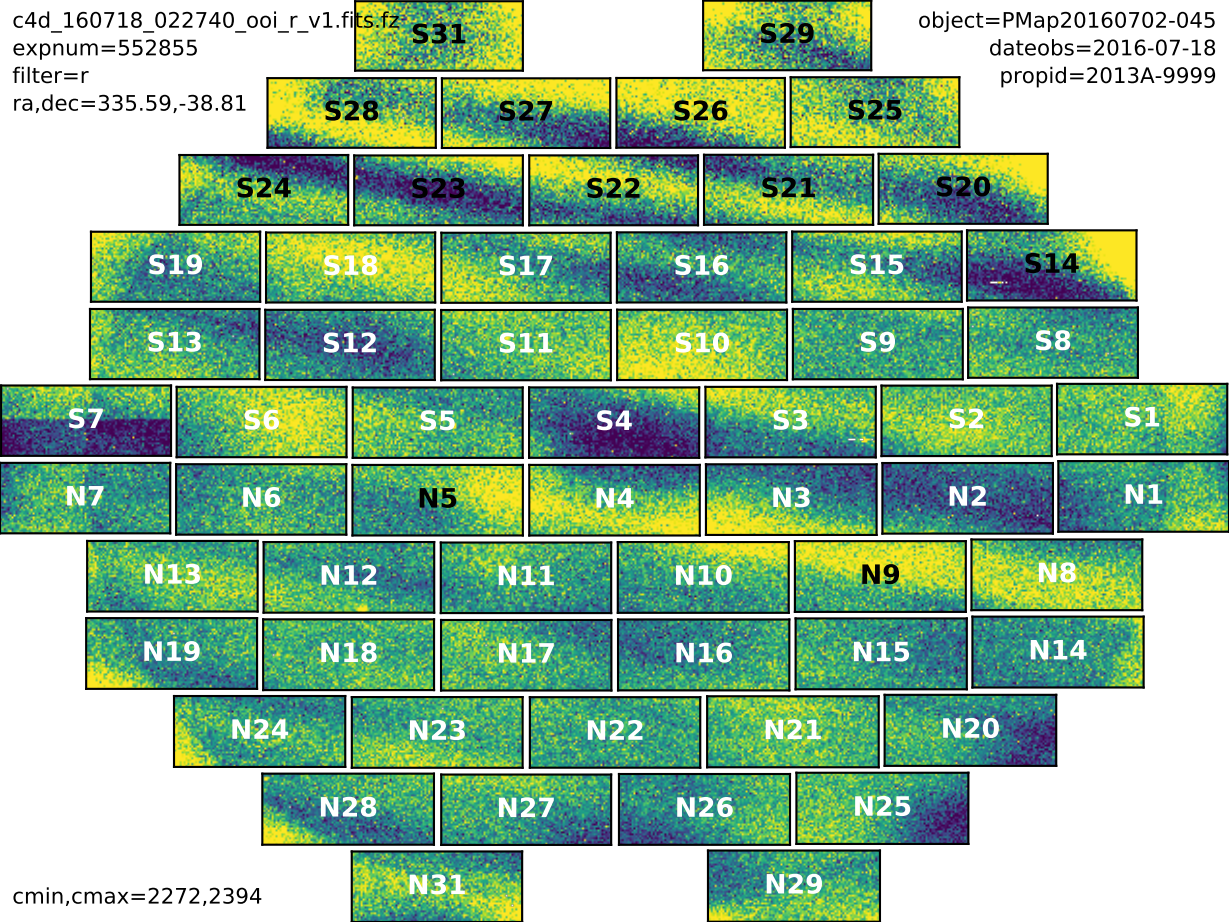 c4d_160718_022740_ooi_r_v1.fits.fz
expnum=552855
filter=r
ra,dec=335.59,-38.81
object=PMap20160702-045
dateobs=2016-07-18
propid=2013A-9999
S31 S29
S28 S27 S26 S25
S24 S23 S22 S21 S20
S19 S18 S17 S16 S15 S14
S13 S12 S11 S10 S9 S8
S7 S6 S5 S4 S3 S2 S1
N7 N6 N5 N4 N3 N2 N1
N13 N12 N11 N10 N9 N8
N19 N18 N17 N16 N15 N14
N24 N23 N22 N21 N20
N28 N27 N26 N25
N31 N29
cmin,cmax=2272,2394